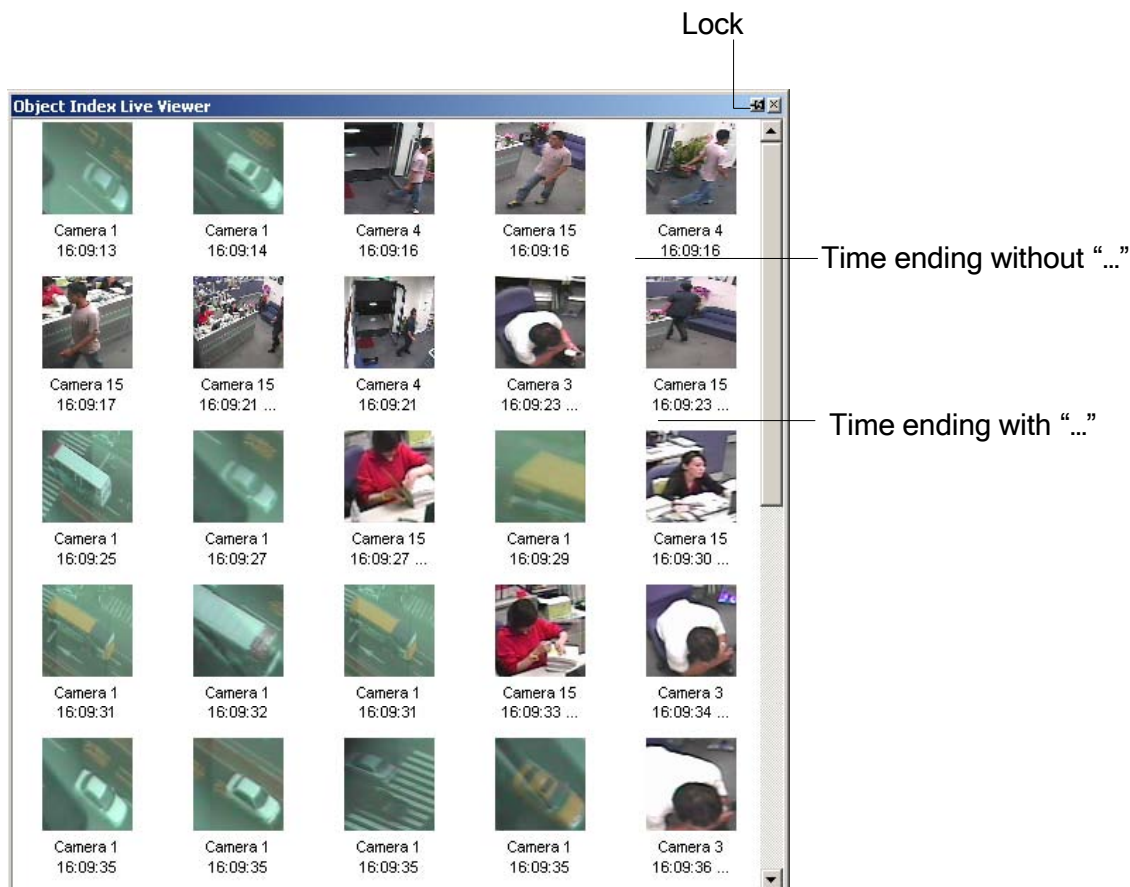 Lock
Object Index Live Viewer
Camera 1 Camera 1 Camera 4 Camera 15 Camera 4
16:09:13 16:09:14 16:09:16 16:09:16 16:09:16
Time ending without “...”
Camera 15 Camera 15 Camera 4 Camera 3 Camera 15
16:09:17 16:09:21 ... 16:09:21 16:09:23 ... 16:09:23 ...
Time ending with “...”
Camera 1 Camera 1 Camera 15 Camera 1 Camera 15
16:09:25 16:09:27 16:09:27 ... 16:09:29 16:09:30 ...
Camera 1 Camera 1 Camera 1 Camera 15 Camera 3
16:09:31 16:09:32 16:09:31 16:09:33 ... 16:09:34 ...
Camera 1 Camera 1 Camera 1 Camera 1 Camera 3
16:09:35 16:09:35 16:09:35 16:09:35 16:09:36 ...